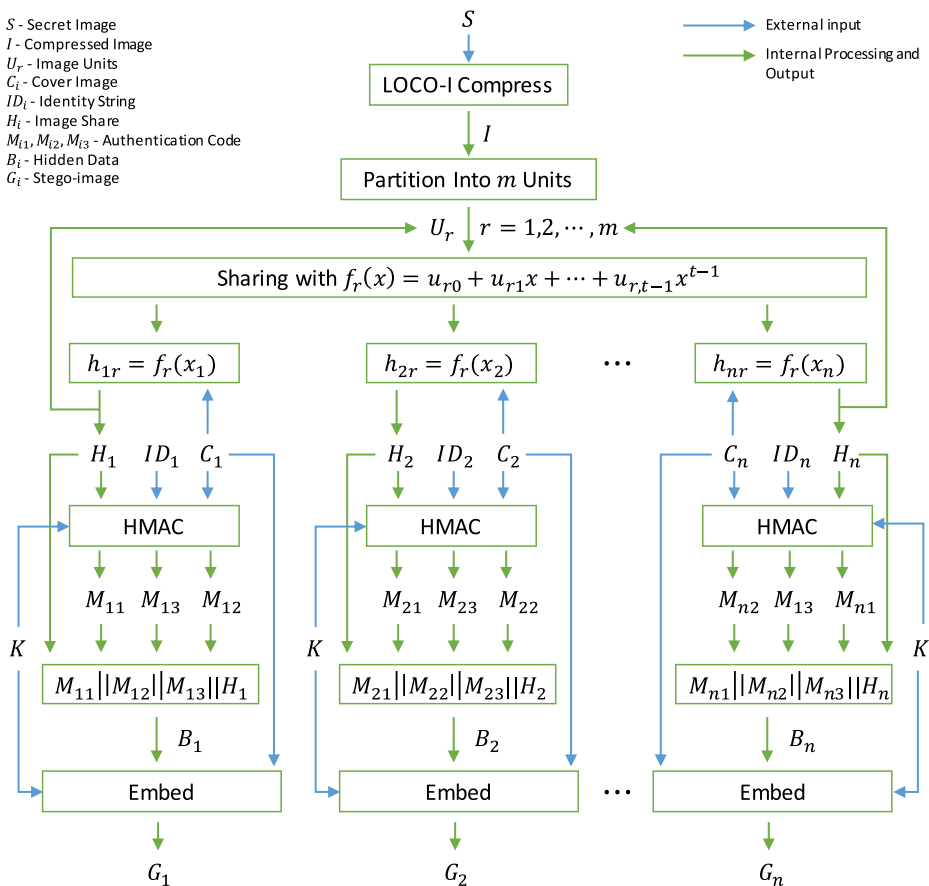 S - Secret Image
I - Compressed Image
U_r - Image Units
C_i - Cover Image
ID_i - Identity String
H_i - Image Share
M_i1, M_i2, M_i3 - Authentication Code
B_i - Hidden Data
G_i - Stego-image
External input
Internal Processing and
Output
S
LOCO-I Compress
I
Partition Into m Units
U_r r = 1,2, ⋯ , m
Sharing with f_r(x) = u_r0 + u_r1 x + ⋯ + u_r,t−1 x^t−1
h_1r = f_r(x_1) h_2r = f_r(x_2) ⋯ h_nr = f_r(x_n)
H_1 ID_1 C_1 H_2 ID_2 C_2 C_n ID_n H_n
HMAC HMAC HMAC
M_11 M_13 M_12 M_21 M_23 M_22 M_n2 M_13 M_n1
K K K
M_11||M_12||M_13||H_1 M_21||M_22||M_23||H_2 M_n1||M_n2||M_n3||H_n
B_1 B_2 B_n
Embed Embed ⋯ Embed
G_1 G_2 G_n